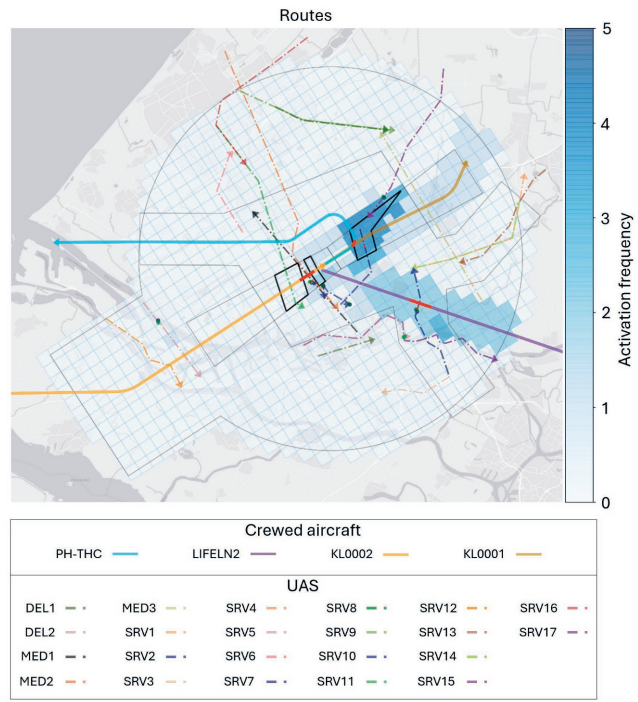 Routes
5
4
3
2
1
0
Activation frequency
Crewed aircraft
PH-THC LIFELN2 KL0002 KL0001
UAS
DEL1 MED3 SRV4 SRV8 SRV12 SRV16
DEL2 SRV1 SRV5 SRV9 SRV13 SRV17
MED1 SRV2 SRV6 SRV10 SRV14
MED2 SRV3 SRV7 SRV11 SRV15